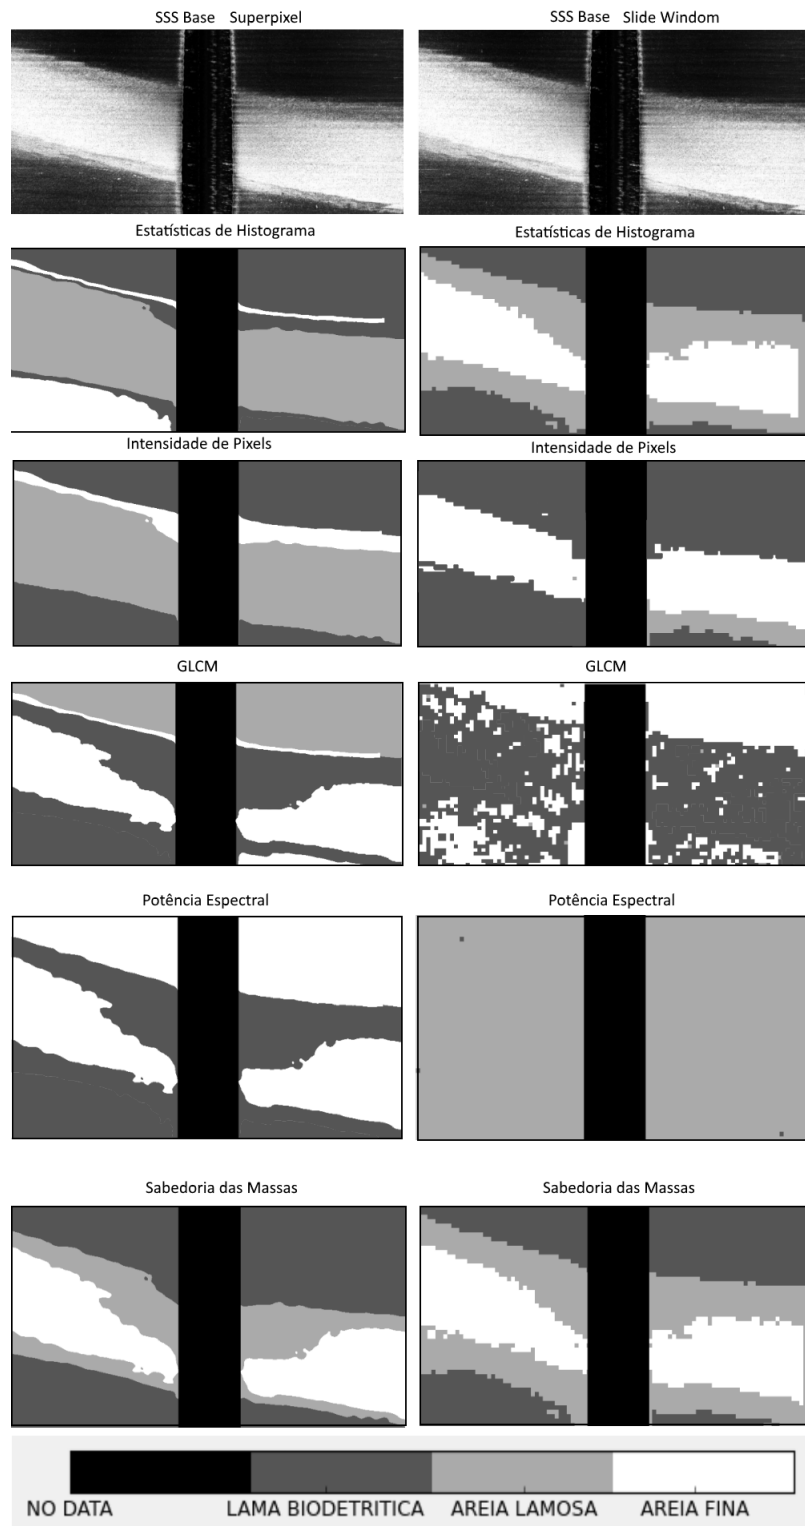 SSS Base Superpixel
SSS Base Slide Windom
Estatísticas de Histograma
Estatísticas de Histograma
Intensidade de Pixels
Intensidade de Pixels
GLCM
GLCM
Potência Espectral
Potência Espectral
Sabedoria das Massas
Sabedoria das Massas
NO DATA LAMA BIODETRITICA AREIA LAMOSA AREIA FINA